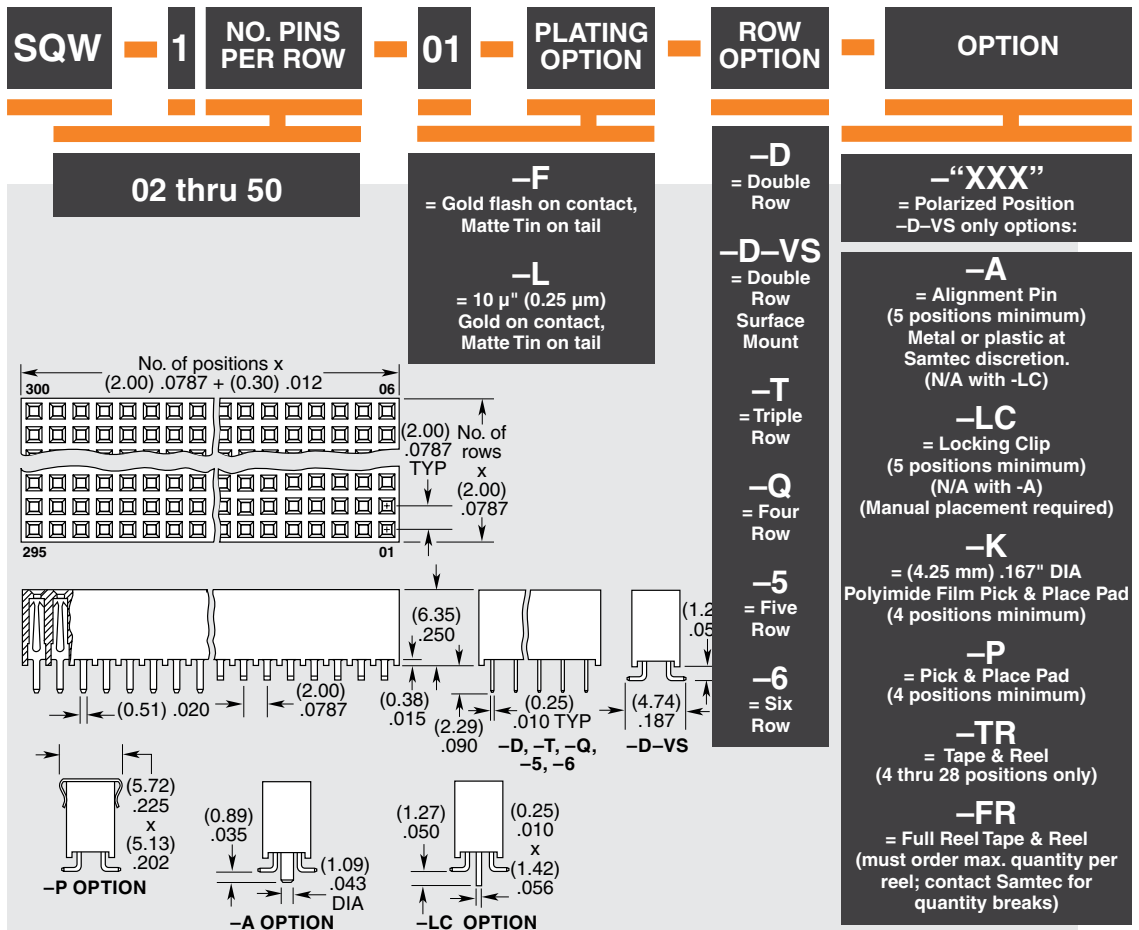 SQW – 1 NO. PINS PER ROW – 01 – PLATING OPTION – ROW OPTION – OPTION
02 thru 50
–F
= Gold flash on contact,
Matte Tin on tail
–L
= 10 µ" (0.25 µm)
Gold on contact,
Matte Tin on tail
–D
= Double
Row
–D–VS
= Double
Row
Surface
Mount
–T
= Triple
Row
–Q
= Four
Row
–5
= Five
Row
–6
= Six
Row
–“XXX”
= Polarized Position
–D–VS only options:
–A
= Alignment Pin
(5 positions minimum)
Metal or plastic at
Samtec discretion.
(N/A with -LC)
–LC
= Locking Clip
(5 positions minimum)
(N/A with -A)
(Manual placement required)
–K
= (4.25 mm) .167" DIA
Polyimide Film Pick & Place Pad
(4 positions minimum)
–P
= Pick & Place Pad
(4 positions minimum)
–TR
= Tape & Reel
(4 thru 28 positions only)
–FR
= Full Reel Tape & Reel
(must order max. quantity per
reel; contact Samtec for
quantity breaks)
No. of positions x
(2.00) .0787 + (0.30) .012
300
06
295
01
(2.00)
.0787
TYP
No. of
rows
x
(2.00)
.0787
(6.35)
.250
(0.51) .020
(2.00)
.0787
(0.38)
.015
(2.29)
.090
(0.25)
.010 TYP
–D, –T, –Q,
–5, –6
(4.74)
.187
–D–VS
(5.72)
.225
x
(5.13)
.202
–P OPTION
(0.89)
.035
(1.09)
.043
DIA
–A OPTION
(1.27)
.050
(0.25)
.010
x
(1.42)
.056
–LC OPTION